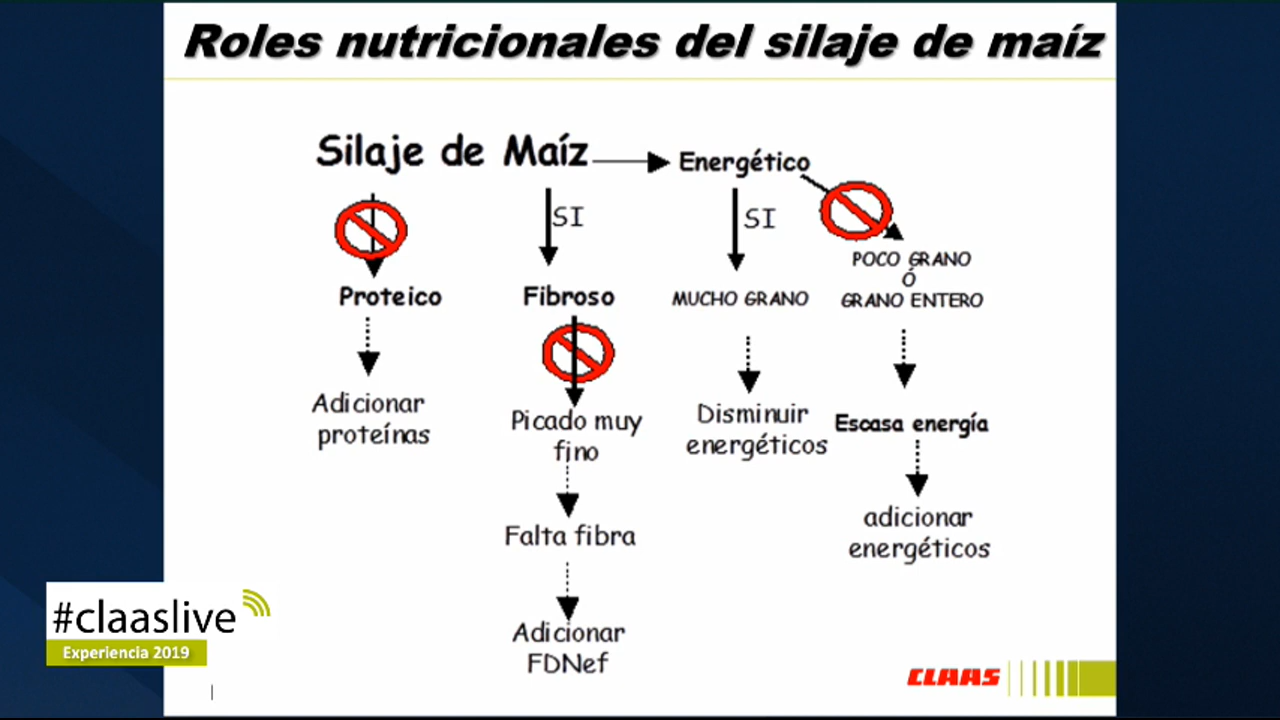 Roles nutricionales del silaje de maíz
Silaje de Maíz
Energético
SI
SI
Proteico
Fibroso
MUCHO GRANO
POCO GRANO
Ó
GRANO ENTERO
Adicionar
proteínas
Picado muy
fino
Disminuir
energéticos
Escasa energía
Falta fibra
adicionar
energéticos
Adicionar
FDNef
#claaslive
Experiencia 2019
CLAAS